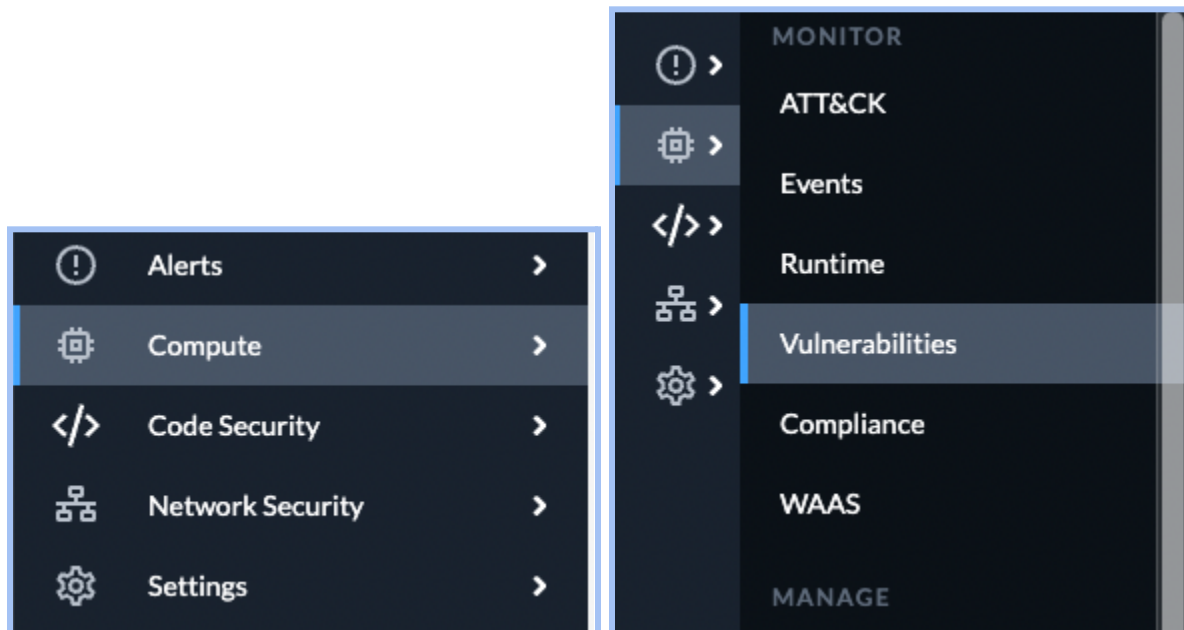 Alerts
Compute
Code Security
Network Security
Settings
MONITOR
ATT&CK
Events
Runtime
Vulnerabilities
Compliance
WAAS
MANAGE